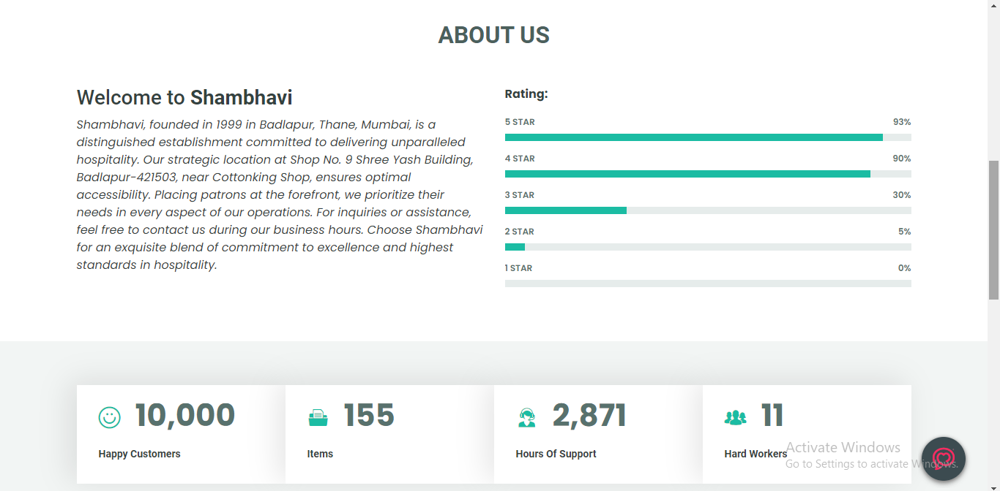 ABOUT US
Welcome to Shambhavi
Shambhavi, founded in 1999 in Badlapur, Thane, Mumbai, is a
distinguished establishment committed to delivering unparalleled
hospitality. Our strategic location at Shop No. 9 Shree Yash Building,
Badlapur-421503, near Cottonking Shop, ensures optimal
accessibility. Placing patrons at the forefront, we prioritize their
needs in every aspect of our operations. For inquiries or assistance,
feel free to contact us during our business hours. Choose Shambhavi
for an exquisite blend of commitment to excellence and highest
standards in hospitality.
Rating:
5 STAR 93%
4 STAR 90%
3 STAR 30%
2 STAR 5%
1 STAR 0%
10,000
Happy Customers
155
Items
2,871
Hours Of Support
11
Hard Workers
Activate Windows
Go to Settings to activate Windows.